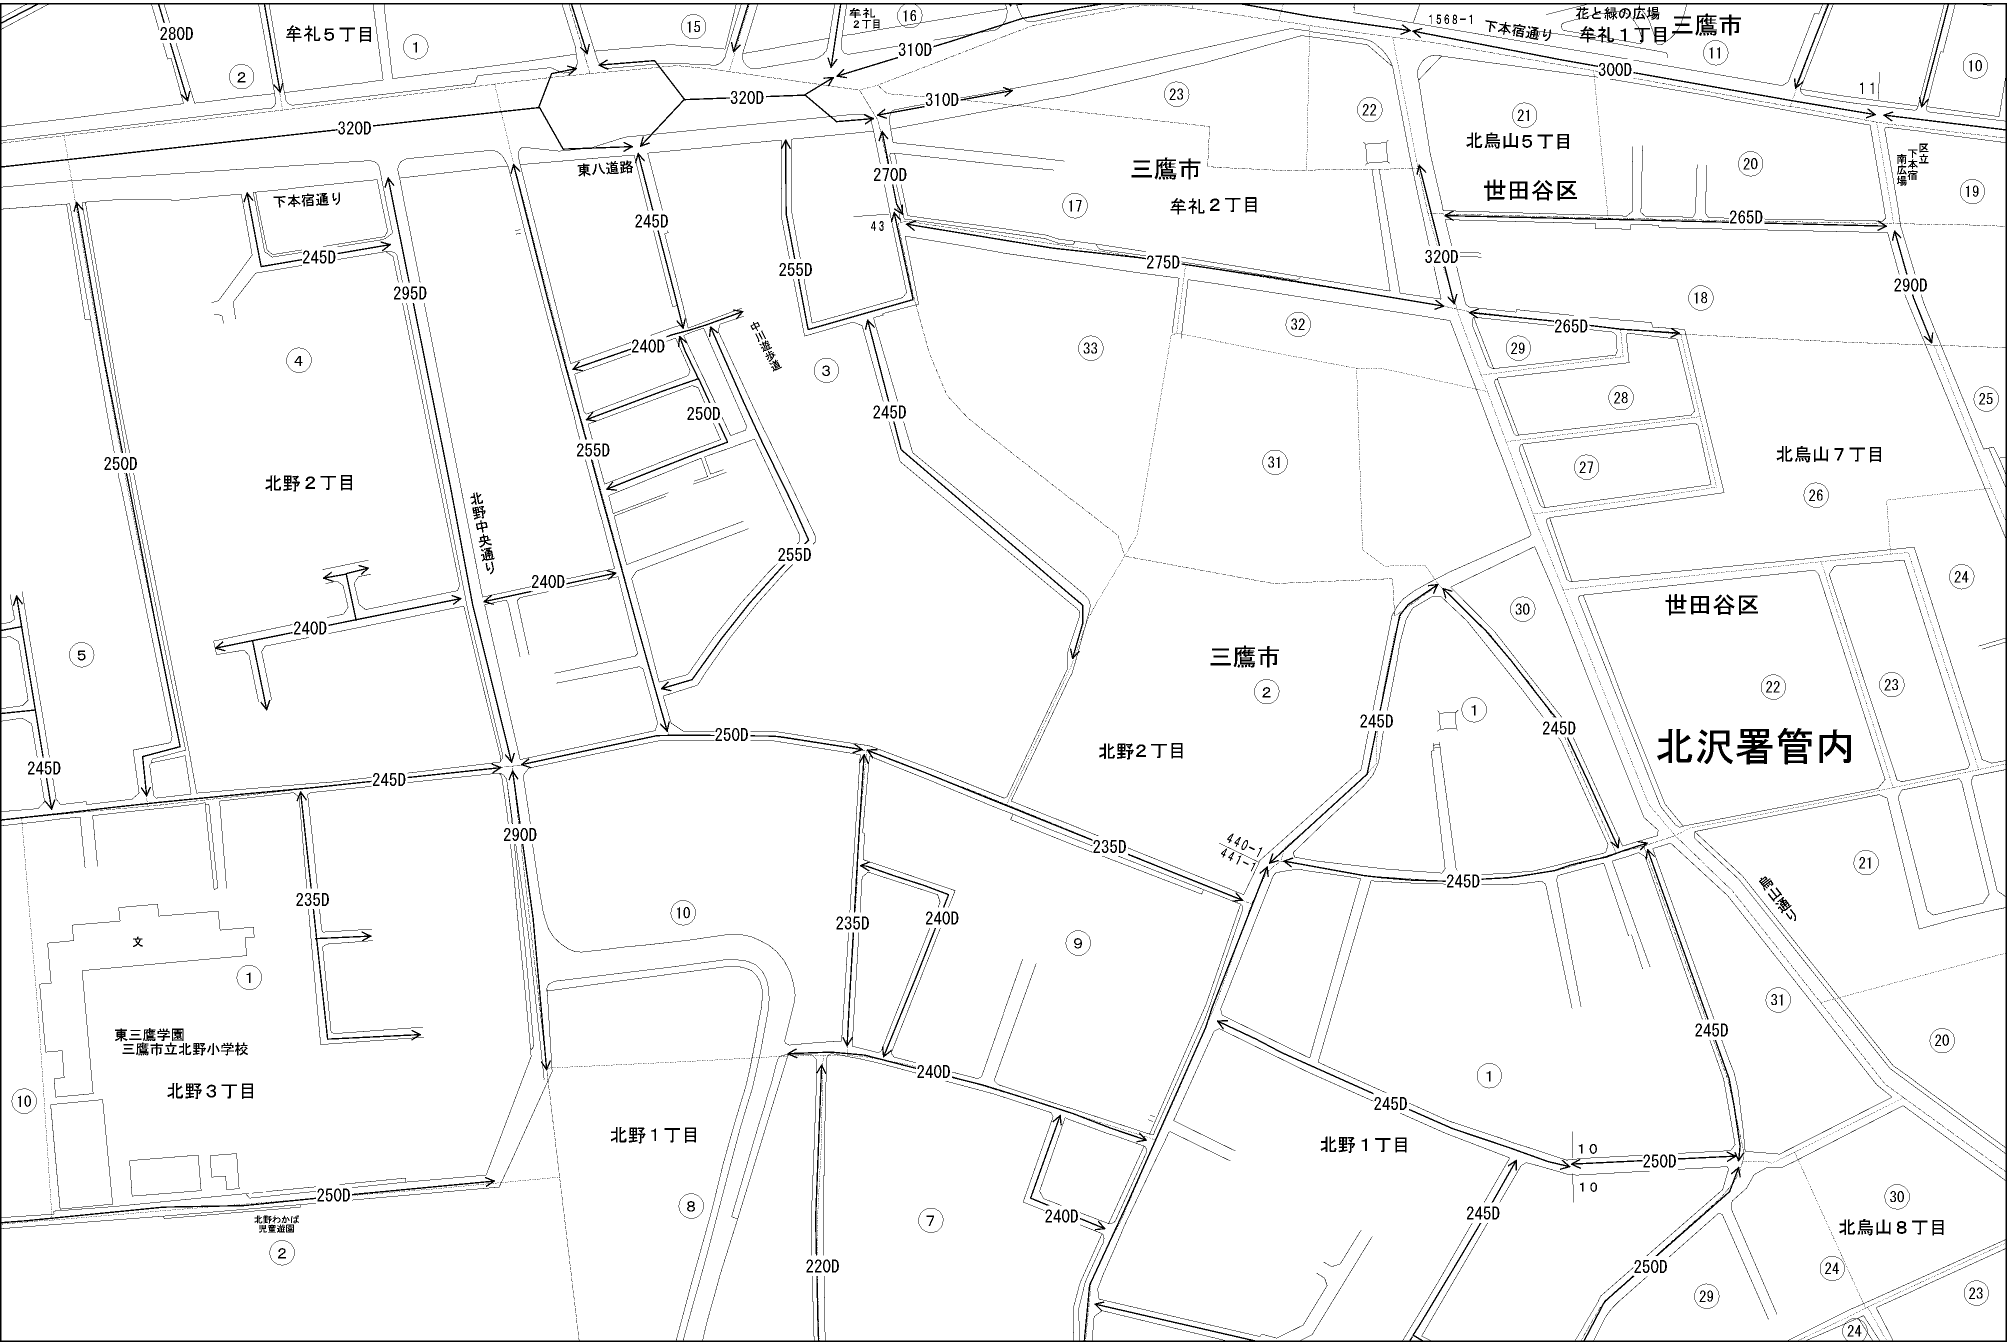 280D
牟礼５丁目
①
②
⑮
牟礼
２丁目
⑯
310D
1568-1
下本宿通り
花と緑の広場
牟礼１丁目
三鷹市
⑪
⑩
300D
11
320D
320D
310D
㉓
㉒
㉑
北烏山５丁目
⑳
区立
下本宿
南広場
⑲
下本宿通り
東八道路
270D
三鷹市
牟礼２丁目
⑰
世田谷区
265D
43
245D
245D
255D
275D
320D
290D
295D
⑱
④
240D
中川遊歩道
③
㉝
㉜
265D
㉙
㉘
㉕
250D
245D
255D
250D
北野２丁目
㉛
㉗
北烏山７丁目
㉖
北野中央通り
255D
240D
240D
㉔
㉚
世田谷区
⑤
三鷹市
②
㉒
㉓
①
245D
245D
250D
北野２丁目
北沢署管内
245D
245D
290D
235D
440-1
441-1
㉑
245D
烏山通り
235D
文
⑩
235D
240D
⑨
①
㉛
245D
東三鷹学園
三鷹市立北野小学校
北野３丁目
⑩
240D
①
⑳
245D
北野１丁目
北野１丁目
10
250D
10
250D
北野わかば
児童遊園
②
⑧
⑦
240D
245D
㉚
北烏山８丁目
220D
250D
㉔
㉙
㉓
㉔